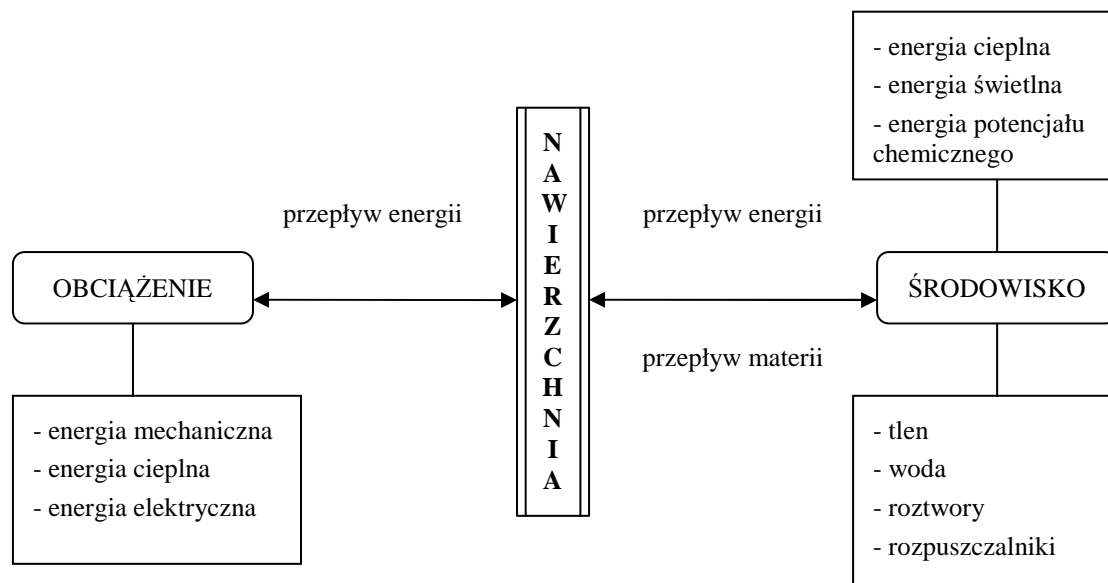 - energia cieplna
- energia świetlna
- energia potencjału
chemicznego
N
A
W
I
E
R
Z
C
H
N
I
A
przepływ energii
przepływ energii
OBCIĄŻENIE
ŚRODOWISKO
przepływ materii
- energia mechaniczna
- energia cieplna
- energia elektryczna
- tlen
- woda
- roztwory
- rozpuszczalniki